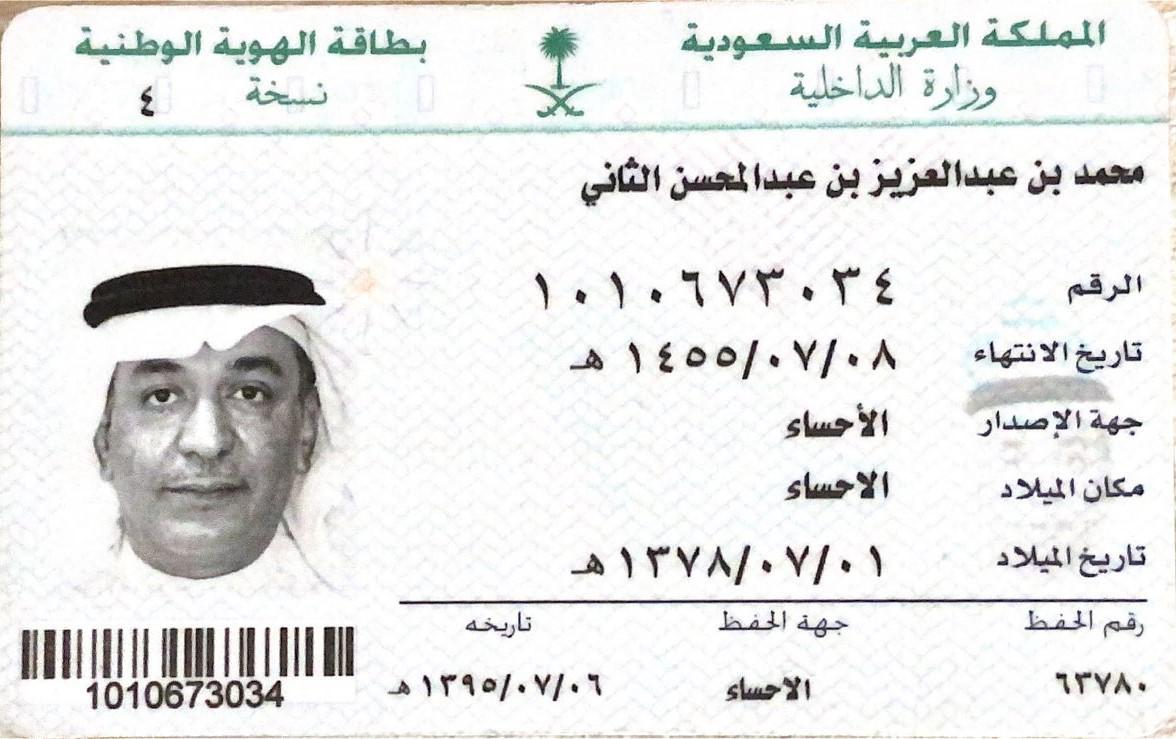 المملكة العربية السعودية
وزارة الداخلية
بطاقة الهوية الوطنية
نسخة ٤
محمد بن عبدالعزيز بن عبدالمحسن الثاني
الرقم ١٠١٠٦٧٣٠٣٤
تاريخ الانتهاء ١٤٥٥/٠٧/٠٨ هـ
جهة الإصدار الأحساء
مكان الميلاد الاحساء
تاريخ الميلاد ١٣٧٨/٠٧/٠١ هـ
رقم الحفظ جهة الحفظ تاريخه
٦٣٧٨٠ الاحساء ١٣٩٥/٠٧/٠٦ هـ
1010673034